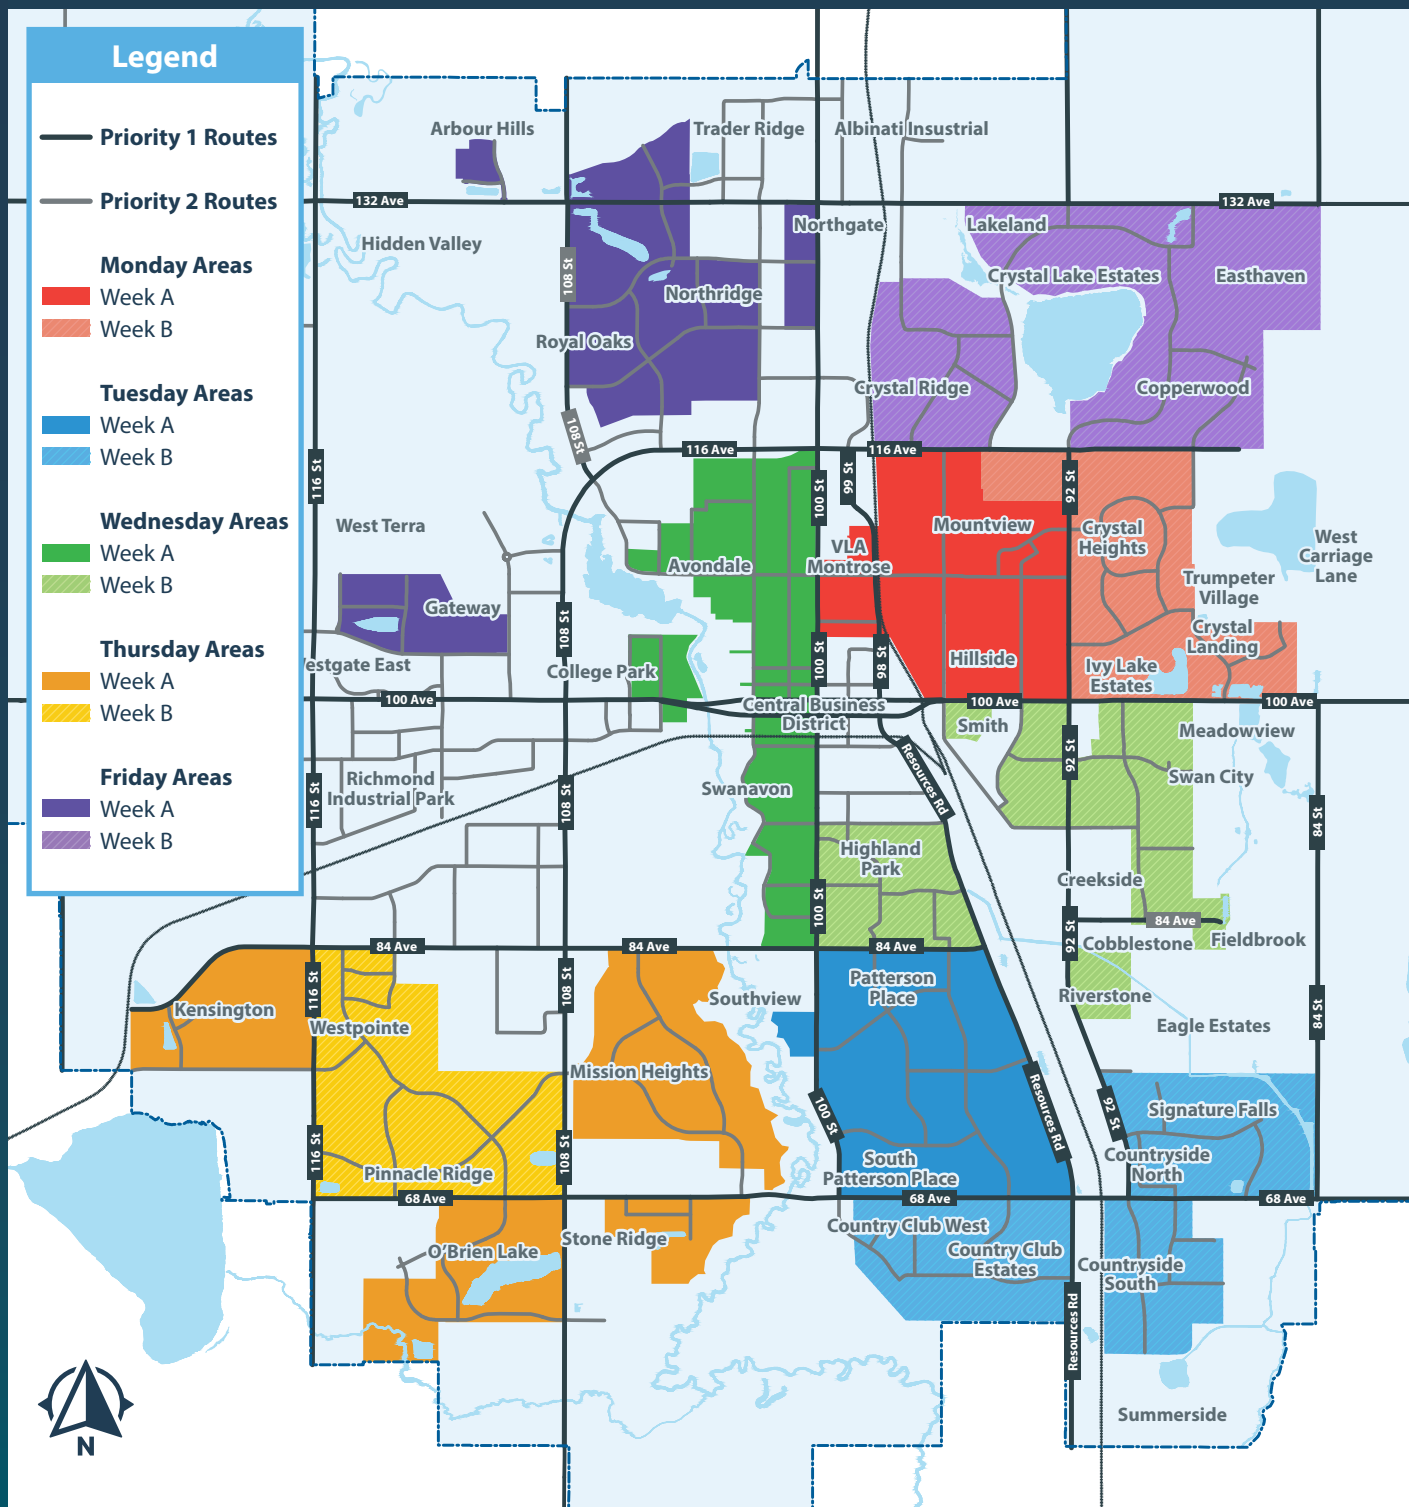 Legend
Priority 1 Routes
Priority 2 Routes
Monday Areas
Week A
Week B
Tuesday Areas
Week A
Week B
Wednesday Areas
Week A
Week B
Thursday Areas
Week A
Week B
Friday Areas
Week A
Week B
Arbour Hills
Trader Ridge
Albinati Insustrial
132 Ave
132 Ave
Hidden Valley
Northgate
Lakeland
108 St
Crystal Lake Estates
Easthaven
Northridge
Royal Oaks
Crystal Ridge
Copperwood
108 St
116 Ave
116 Ave
116 St
100 St
99 St
92 St
West Terra
Mountview
Crystal
Heights
West
Carriage
Lane
VLA
Montrose
Avondale
Trumpeter
Village
Gateway
108 St
Crystal
Landing
100 St
98 St
Hillside
estgate East
College Park
Ivy Lake
Estates
100 Ave
100 Ave
100 Ave
Central Business
District
Smith
Meadowview
92 St
Resources Rd
Swan City
Richmond
Industrial Park
116 St
108 St
Swanavon
84 St
Highland
Park
Creekside
100 St
84 Ave
92 St
Cobblestone
Fieldbrook
84 Ave
84 Ave
84 Ave
116 St
108 St
Patterson
Place
Southview
Riverstone
Kensington
Westpointe
Eagle Estates
84 St
Mission Heights
100 St
Resources Rd
92 St
Signature Falls
116 St
108 St
Countryside
North
South
Patterson Place
Pinnacle Ridge
68 Ave
68 Ave
68 Ave
Country Club West
Stone Ridge
O'Brien Lake
Country Club
Estates
Countryside
South
Resources Rd
Summerside
N